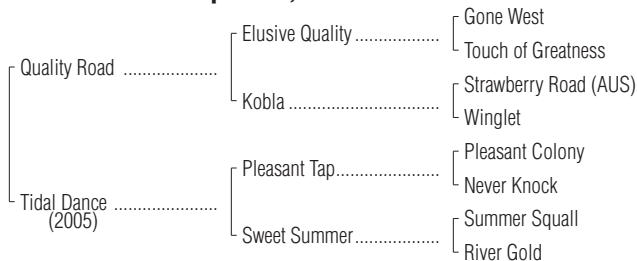 Gone West
Elusive Quality
Touch of Greatness
Quality Road
Strawberry Road (AUS)
Kobla
Winglet
Pleasant Colony
Pleasant Tap
Never Knock
Tidal Dance
(2005)
Summer Squall
Sweet Summer
River Gold